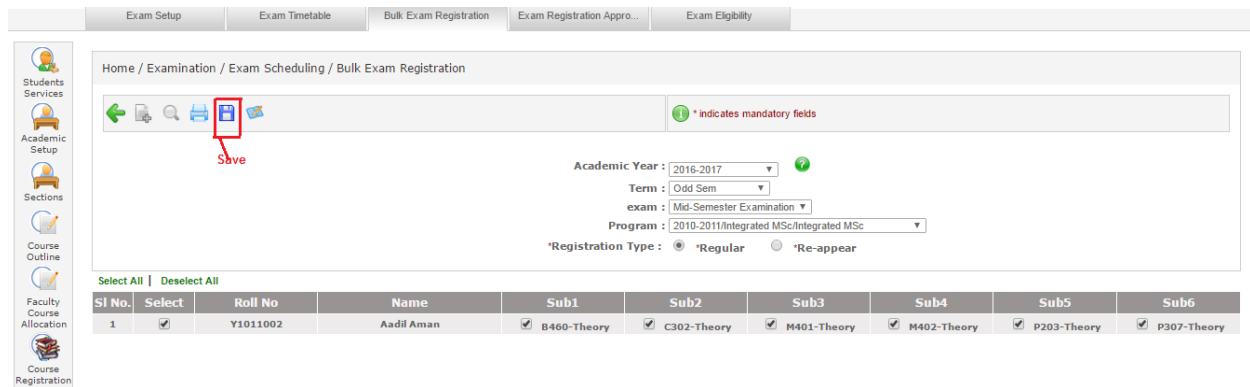 Exam Setup
Exam Timetable
Bulk Exam Registration
Exam Registration Appro...
Exam Eligibility
Students
Services
Academic
Setup
Sections
Course
Outline
Faculty
Course
Allocation
Course
Registration
Home / Examination / Exam Scheduling / Bulk Exam Registration
Save
* indicates mandatory fields
Academic Year : 2016-2017
Term : Odd Sem
exam : Mid-Semester Examination
Program : 2010-2011/Integrated MSc/Integrated MSc
*Registration Type : *Regular *Re-appear
Select All | Deselect All
Sl No. Select Roll No Name Sub1 Sub2 Sub3 Sub4 Sub5 Sub6
1 Y1011002 Aadil Aman B460-Theory C302-Theory M401-Theory M402-Theory P203-Theory P307-Theory